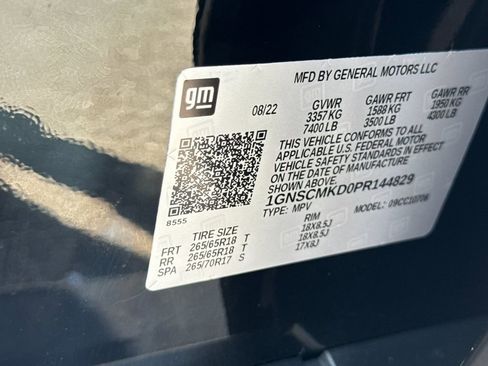 gm
MFD BY GENERAL MOTORS LLC
08/22 GVWR GAWR FRT GAWR RR
3357 KG 1588 KG 1950 KG
7400 LB 3500 LB 4300 LB
THIS VEHICLE CONFORMS TO ALL
APPLICABLE U.S. FEDERAL MOTOR
VEHICLE SAFETY STANDARDS IN EFFECT
ON THE DATE OF MANUFACTURE
SHOWN ABOVE.
1GNSCMKD0PR144829
TYPE: MPV MODEL: 09CC10706
8555
TIRE SIZE RIM
FRT 265/65R18 T 18X8.5J
RR 265/65R18 T 18X8.5J
SPA 265/70R17 S 17X8J